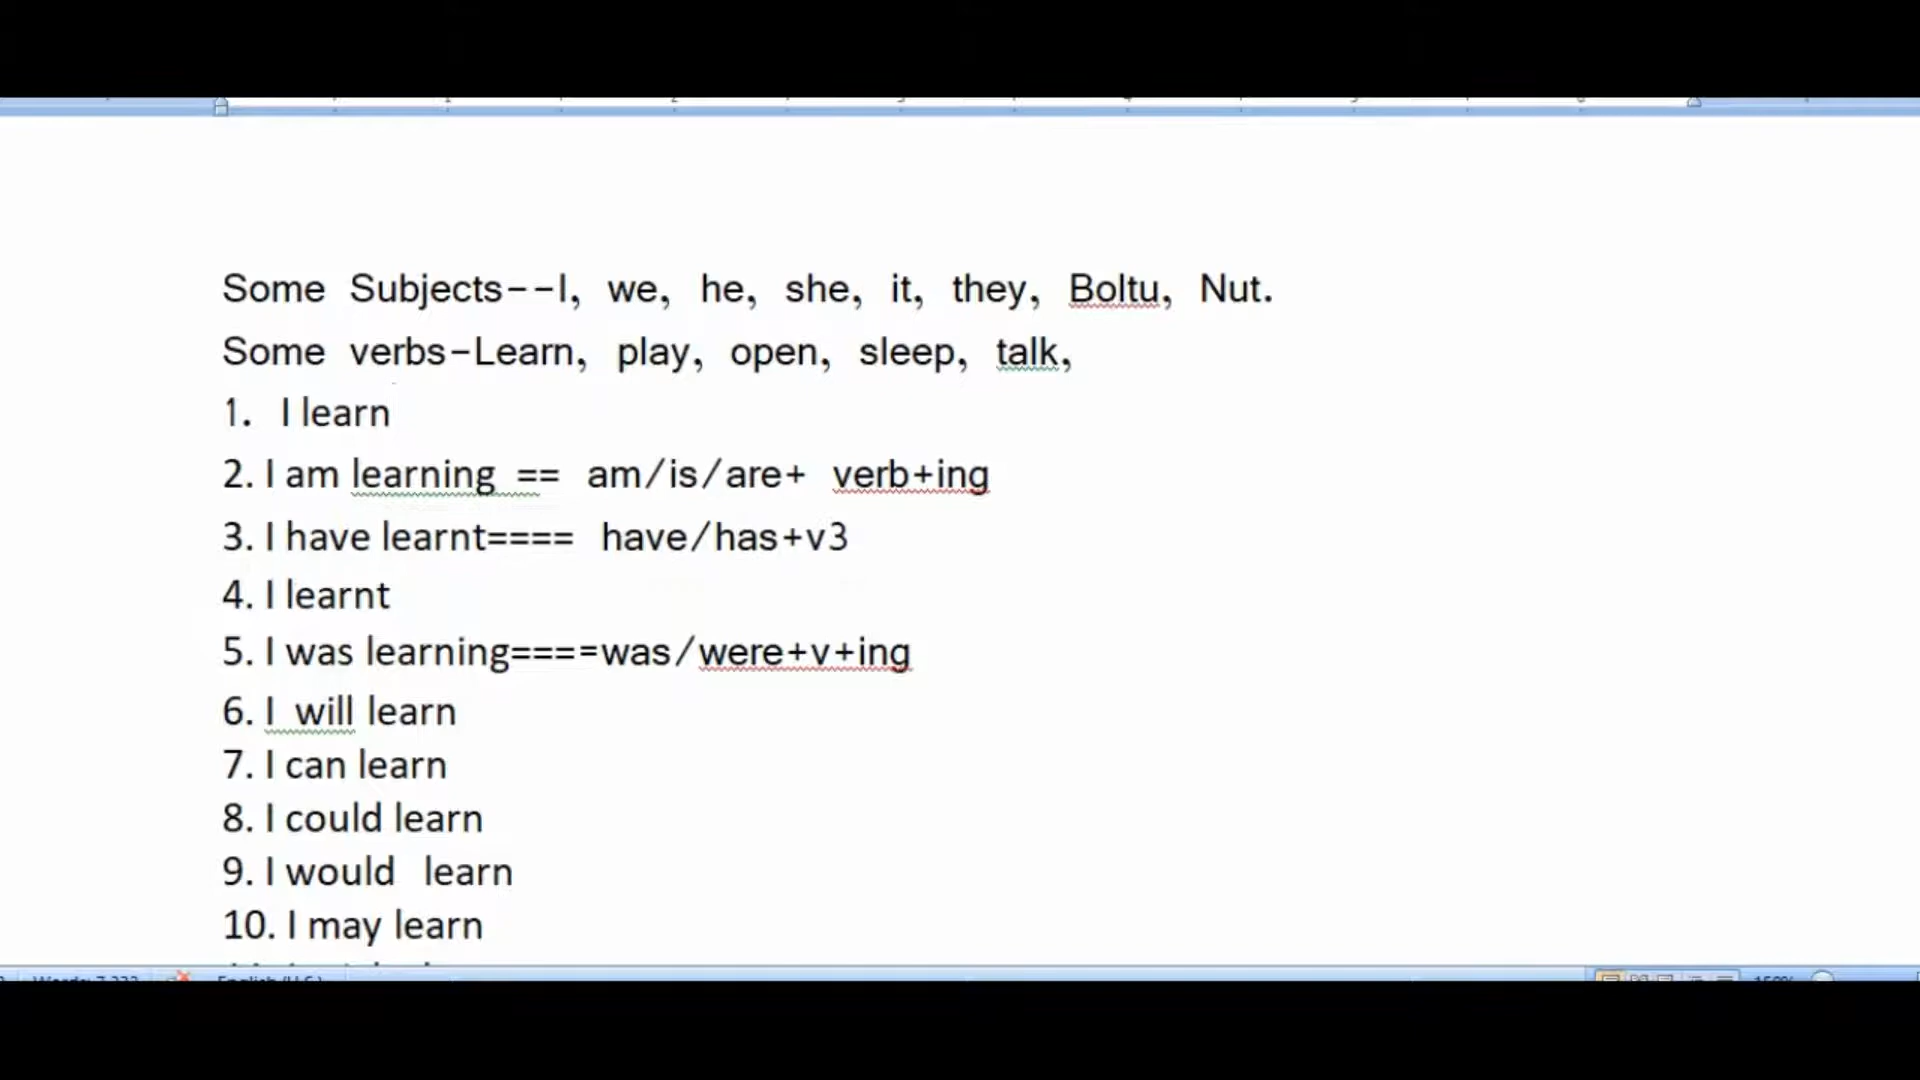 Some Subjects--I, we, he, she, it, they, Boltu, Nut.
Some verbs-Learn, play, open, sleep, talk,
1. I learn
2. I am learning == am/is/are+ verb+ing
3. I have learnt==== have/has+v3
4. I learnt
5. I was learning====was/were+v+ing
6. I will learn
7. I can learn
8. I could learn
9. I would learn
10. I may learn